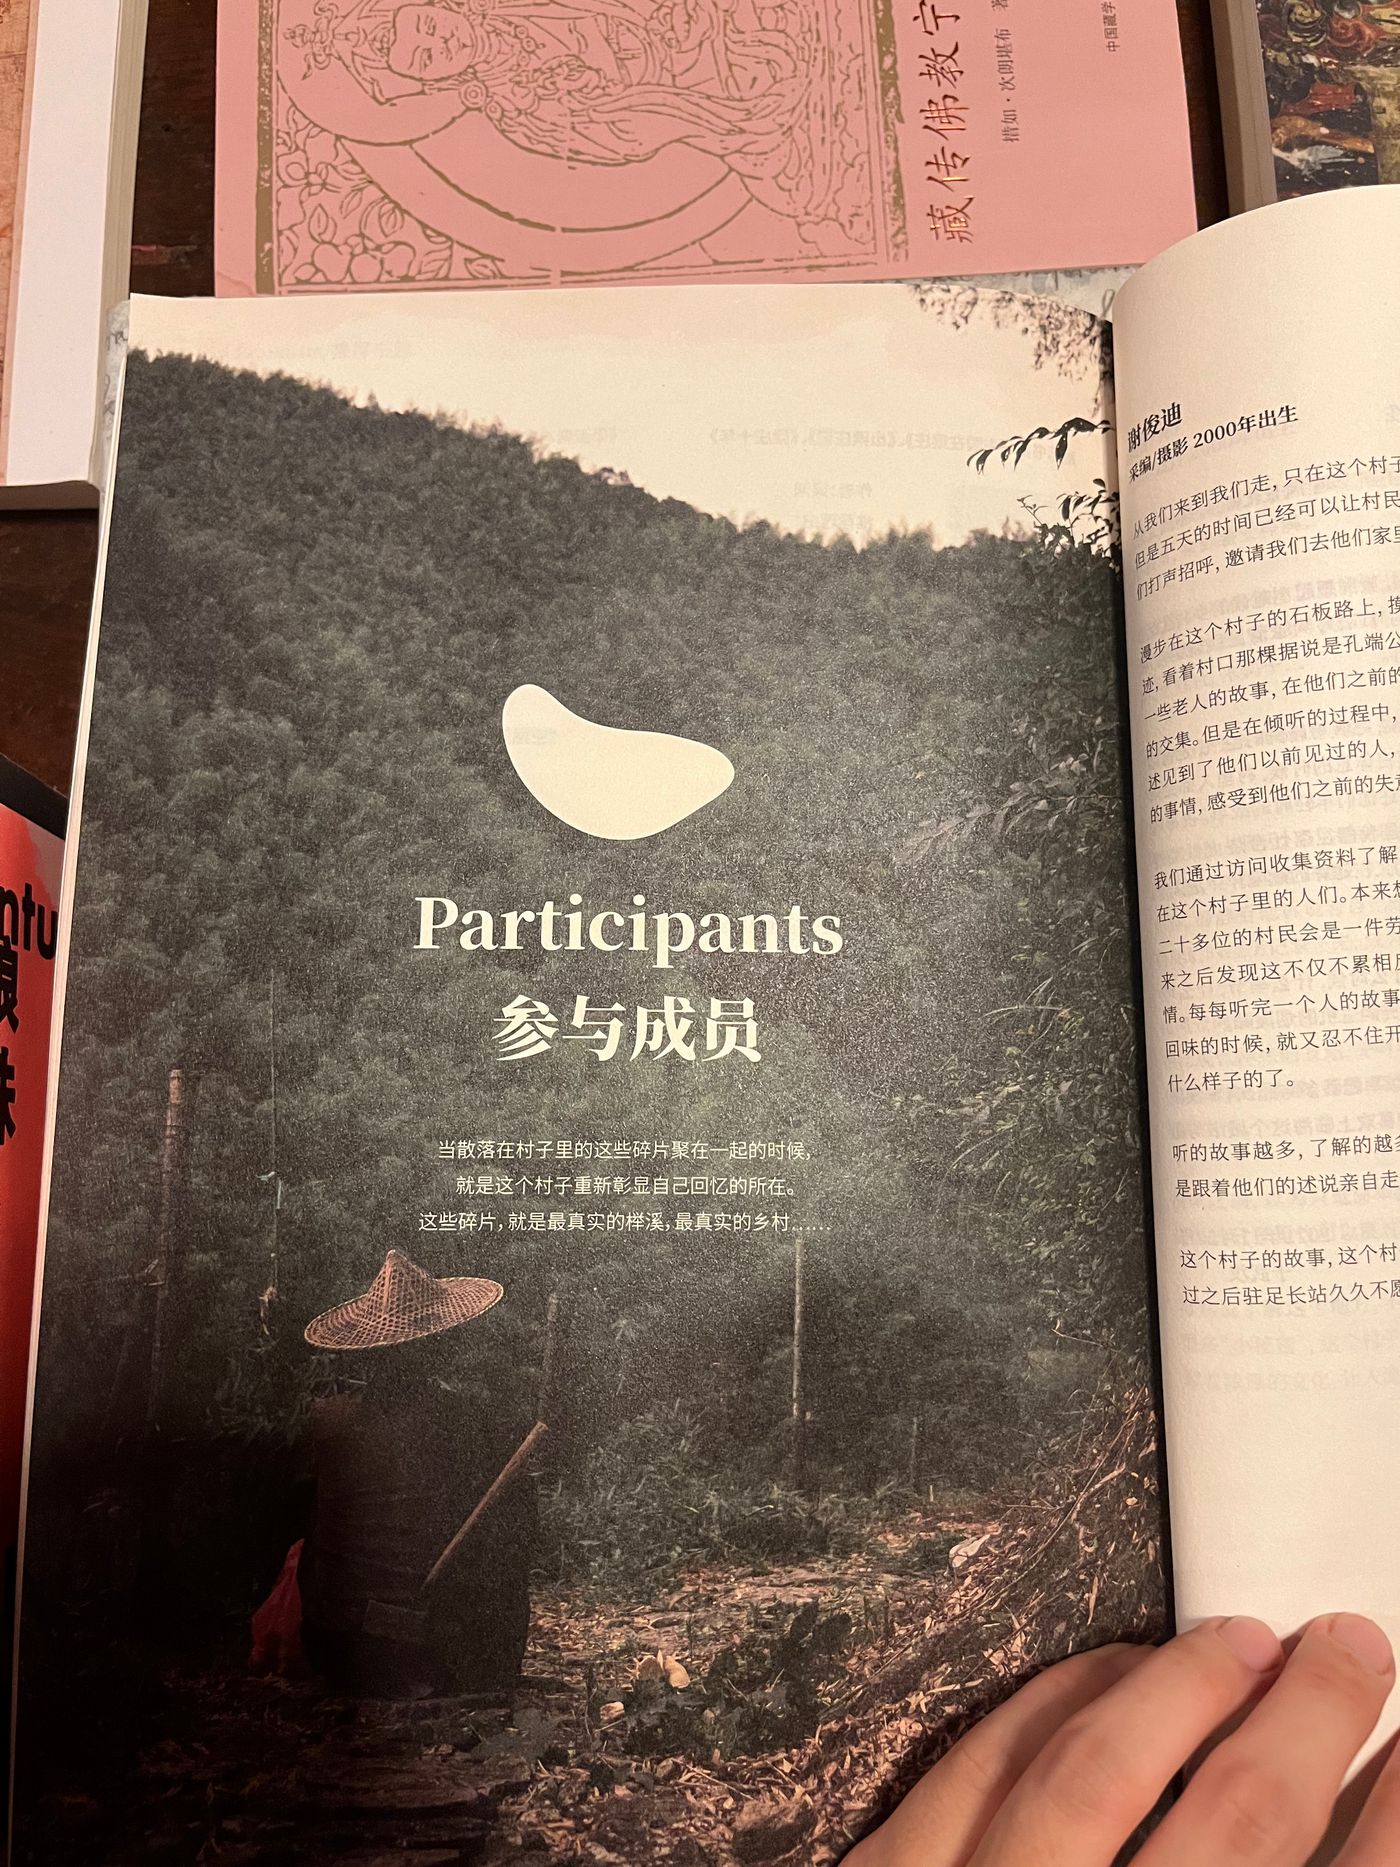 藏传佛教宁
措如·次朗堪布 著
中国藏学
Participants
参与成员
当散落在村子里的这些碎片聚在一起的时候,
就是这个村子重新彰显自己回忆的所在。
这些碎片,就是最真实的榉溪,最真实的乡村……
谢俊迪
采编/摄影 2000年出生
从我们来到我们走,只在这个村子
但是五天的时间已经可以让村民
们打声招呼,邀请我们去他们家里
漫步在这个村子的石板路上,摸
迹,看着村口那棵据说是孔端公
一些老人的故事,在他们之前的
的交集。但是在倾听的过程中,
述见到了他们以前见过的人,
的事情,感受到他们之前的失意
我们通过访问收集资料了解
在这个村子里的人们。本来想
二十多位的村民会是一件劳
来之后发现这不仅不累相反
情。每每听完一个人的故事
回味的时候,就又忍不住开
什么样子的了。
听的故事越多,了解的越多
是跟着他们的述说亲自走
这个村子的故事,这个村
过之后驻足长站久久不愿